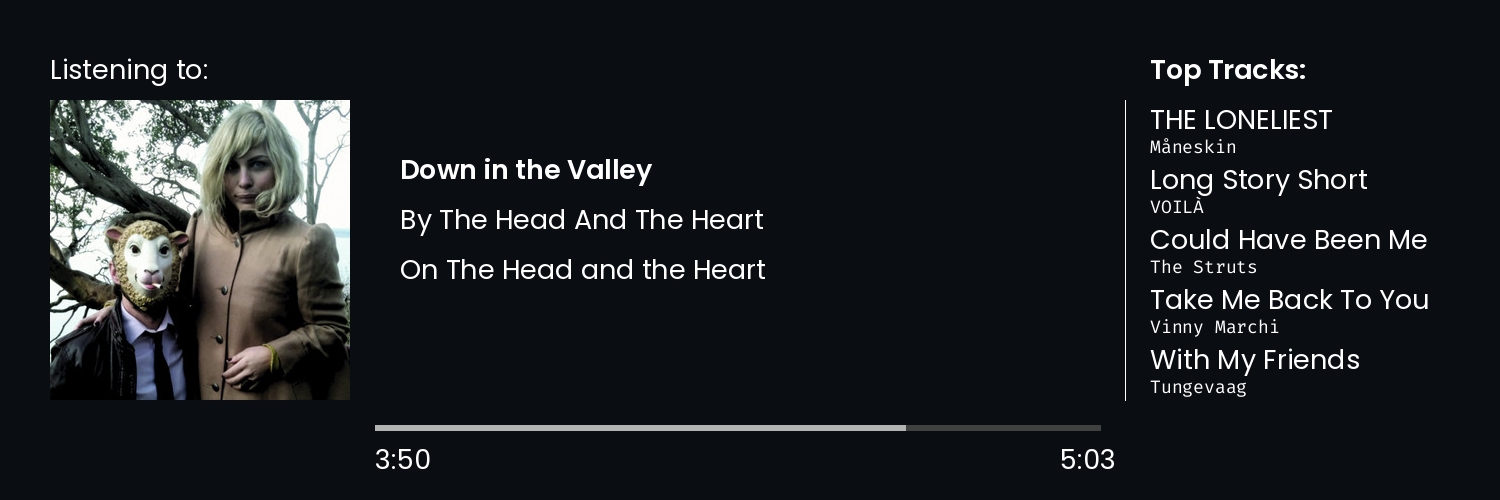 Listening to:
Down in the Valley
By The Head And The Heart
On The Head and the Heart
3:50
5:03
Top Tracks:
THE LONELIEST
Måneskin
Long Story Short
VOILÀ
Could Have Been Me
The Struts
Take Me Back To You
Vinny Marchi
With My Friends
Tungevaag